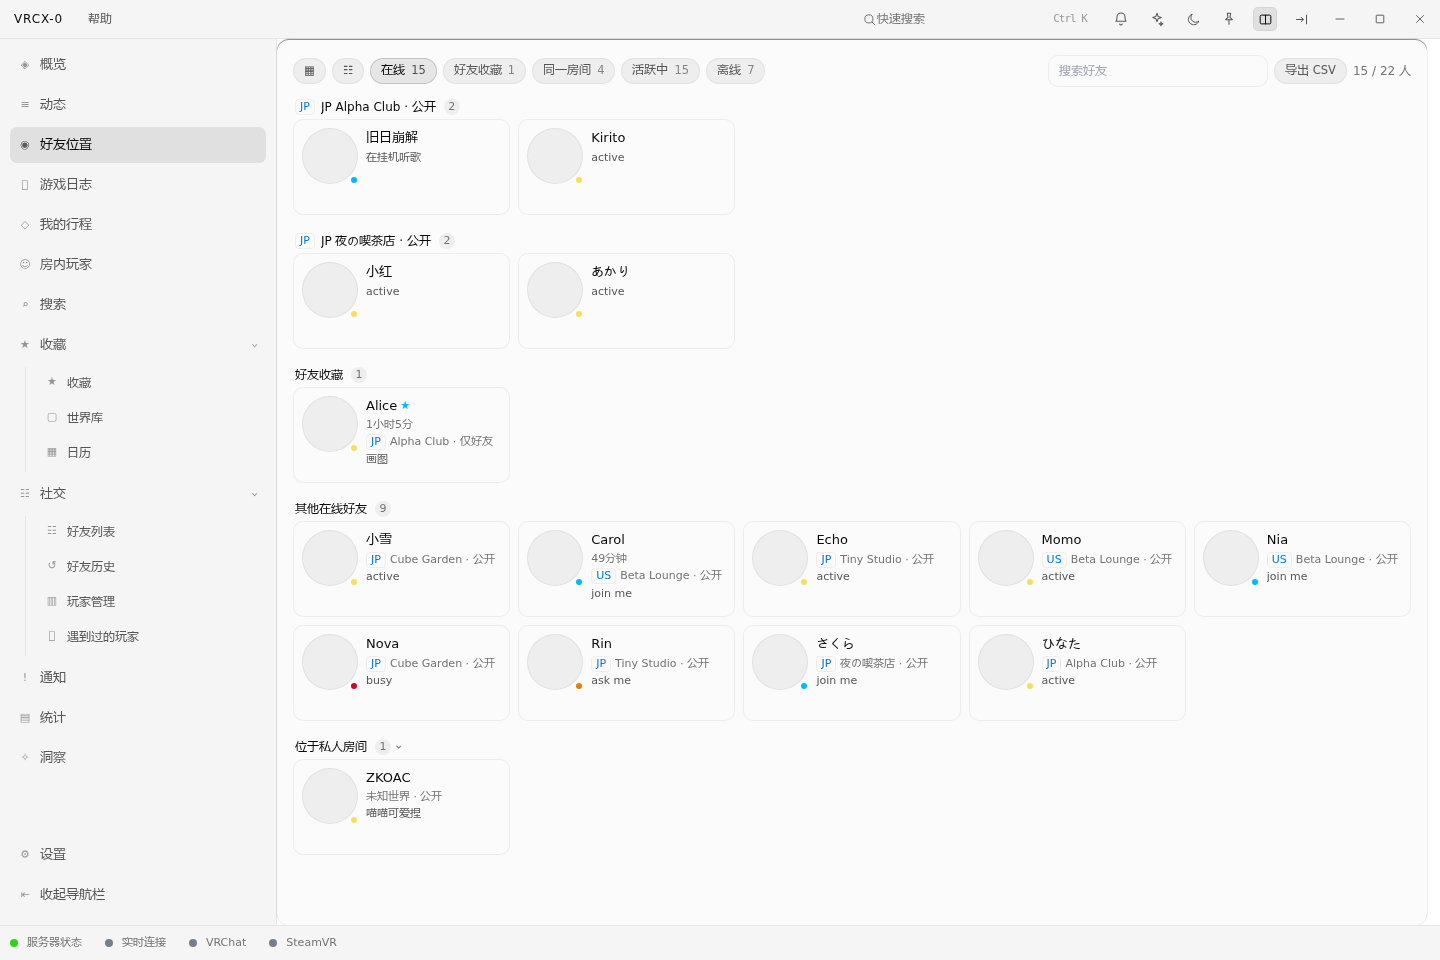 VRCX-0 帮助 快速搜索 Ctrl K
概览
动态
好友位置
游戏日志
我的行程
房内玩家
搜索
收藏
收藏
世界库
日历
社交
好友列表
好友历史
玩家管理
遇到过的玩家
通知
统计
洞察
设置
收起导航栏
在线 15 好友收藏 1 同一房间 4 活跃中 15 离线 7 搜索好友 导出 CSV 15 / 22 人
JP JP Alpha Club · 公开 2
旧日崩解
在挂机听歌
Kirito
active
JP JP 夜の喫茶店 · 公开 2
小红
active
あかり
active
好友收藏 1
Alice ★
1小时5分
JP Alpha Club · 仅好友
画图
其他在线好友 9
小雪
JP Cube Garden · 公开
active
Carol
49分钟
US Beta Lounge · 公开
join me
Echo
JP Tiny Studio · 公开
active
Momo
US Beta Lounge · 公开
active
Nia
US Beta Lounge · 公开
join me
Nova
JP Cube Garden · 公开
busy
Rin
JP Tiny Studio · 公开
ask me
さくら
JP 夜の喫茶店 · 公开
join me
ひなた
JP Alpha Club · 公开
active
位于私人房间 1
ZKOAC
未知世界 · 公开
喵喵可爱捏
服务器状态 实时连接 VRChat SteamVR